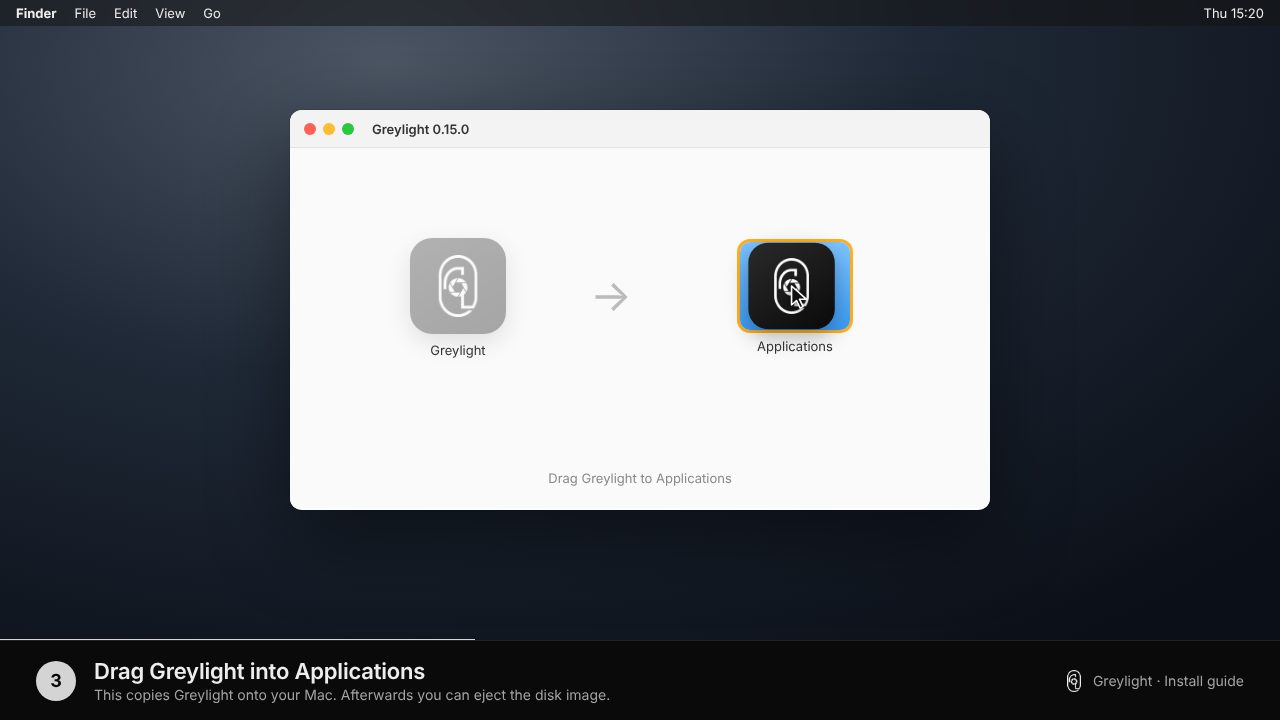 Finder File Edit View Go Thu 15:20
Greylight 0.15.0
Greylight
Applications
Drag Greylight to Applications
3
Drag Greylight into Applications
This copies Greylight onto your Mac. Afterwards you can eject the disk image.
Greylight · Install guide